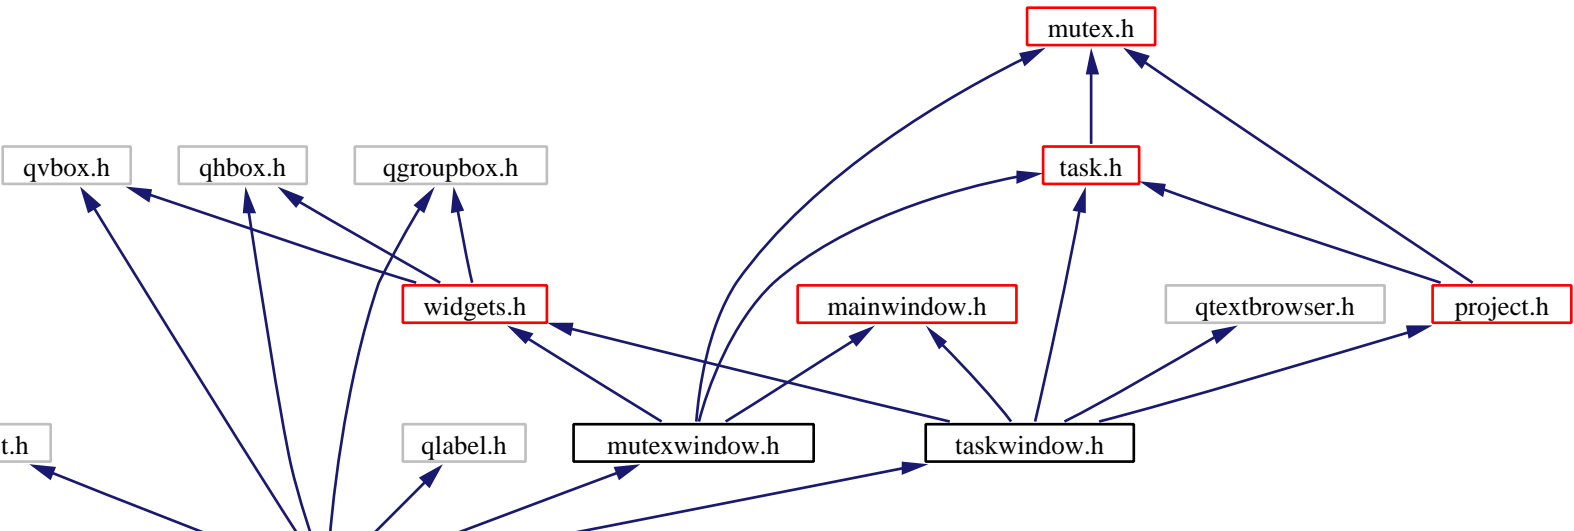 mutex.h
qvbox.h
qhbox.h
qgroupbox.h
task.h
widgets.h
mainwindow.h
qtextbrowser.h
project.h
t.h
qlabel.h
mutexwindow.h
taskwindow.h